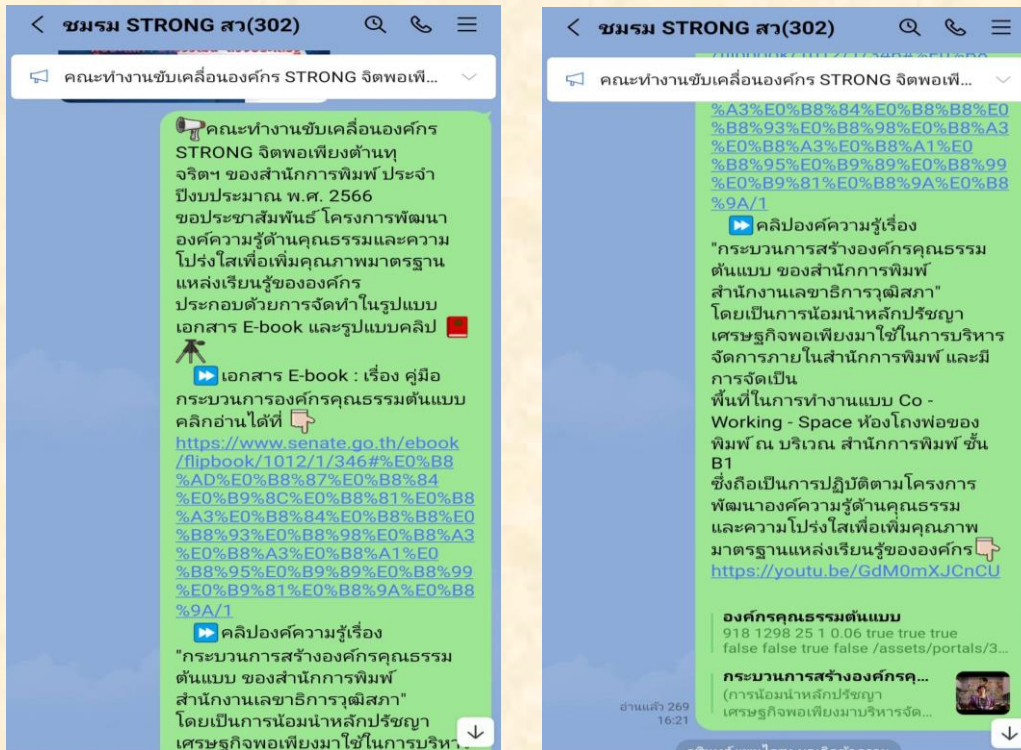 ชมรม STRONG สว(302)
คณะทำงานขับเคลื่อนองค์กร STRONG จิตพอเพี...
📢คณะทำงานขับเคลื่อนองค์กร
STRONG จิตพอเพียงต้านทุ
จริตฯ ของสำนักการพิมพ์ ประจำ
ปีงบประมาณ พ.ศ. 2566
ขอประชาสัมพันธ์ โครงการพัฒนา
องค์ความรู้ด้านคุณธรรมและความ
โปร่งใสเพื่อเพิ่มคุณภาพมาตรฐาน
แหล่งเรียนรู้ขององค์กร
ประกอบด้วยการจัดทำในรูปแบบ
เอกสาร E-book และรูปแบบคลิป
เอกสาร E-book : เรื่อง คู่มือ
กระบวนการองค์กรคุณธรรมต้นแบบ
คลิกอ่านได้ที่
https://www.senate.go.th/ebook
/flipbook/1012/1/346#%E0%B8
%AD%E0%B8%87%E0%B8%84
%E0%B9%8C%E0%B8%81%E0%B8
%A3%E0%B8%84%E0%B8%B8%E0
%B8%93%E0%B8%98%E0%B8%A3
%E0%B8%A3%E0%B8%A1%E0
%B8%95%E0%B9%89%E0%B8%99
%E0%B9%81%E0%B8%9A%E0%B8
%9A/1
คลิปองค์ความรู้เรื่อง
"กระบวนการสร้างองค์กรคุณธรรม
ต้นแบบ ของสำนักการพิมพ์
สำนักงานเลขาธิการวุฒิสภา"
โดยเป็นการน้อมนำหลักปรัชญา
เศรษฐกิจพอเพียงมาใช้ในการบริหาร
ชมรม STRONG สว(302)
คณะทำงานขับเคลื่อนองค์กร STRONG จิตพอเพี...
%A3%E0%B8%84%E0%B8%B8%E0
%B8%93%E0%B8%98%E0%B8%A3
%E0%B8%A3%E0%B8%A1%E0
%B8%95%E0%B9%89%E0%B8%99
%E0%B9%81%E0%B8%9A%E0%B8
%9A/1
คลิปองค์ความรู้เรื่อง
"กระบวนการสร้างองค์กรคุณธรรม
ต้นแบบ ของสำนักการพิมพ์
สำนักงานเลขาธิการวุฒิสภา"
โดยเป็นการน้อมนำหลักปรัชญา
เศรษฐกิจพอเพียงมาใช้ในการบริหาร
จัดการภายในสำนักการพิมพ์ และมี
การจัดเป็น
พื้นที่ในการทำงานแบบ Co -
Working - Space ห้องโถงพ่อของ
พิมพ์ ณ บริเวณ สำนักการพิมพ์ ชั้น
B1
ซึ่งถือเป็นการปฏิบัติตามโครงการ
พัฒนาองค์ความรู้ด้านคุณธรรม
และความโปร่งใสเพื่อเพิ่มคุณภาพ
มาตรฐานแหล่งเรียนรู้ขององค์กร
https://youtu.be/GdM0mXJCnCU
องค์กรคุณธรรมต้นแบบ
918 1298 25 1 0.06 true true true
false false true false /assets/portals/3...
กระบวนการสร้างองค์กรคุ...
(การน้อมนำหลักปรัชญา
เศรษฐกิจพอเพียงมาบริหารจัด...
อ่านแล้ว 269
16:21